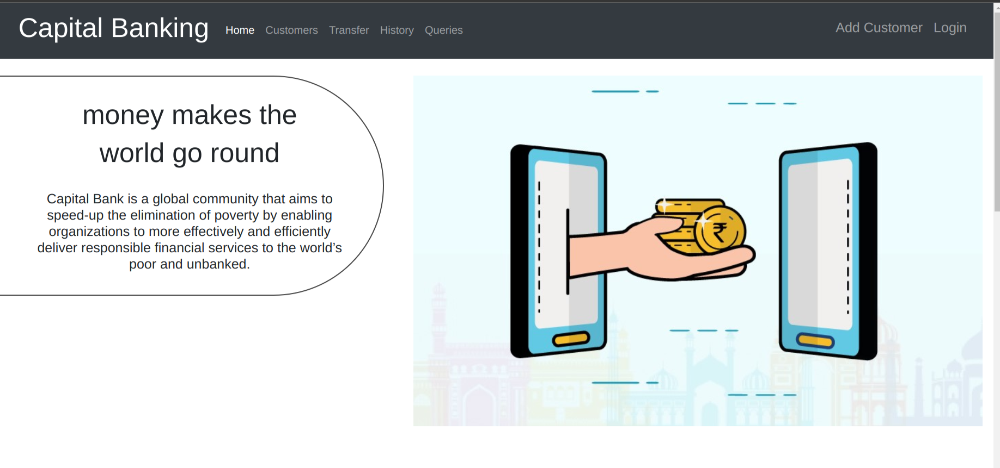 Capital Banking Home Customers Transfer History Queries Add Customer Login
money makes the
world go round
Capital Bank is a global community that aims to
speed-up the elimination of poverty by enabling
organizations to more effectively and efficiently
deliver responsible financial services to the world’s
poor and unbanked.
₹